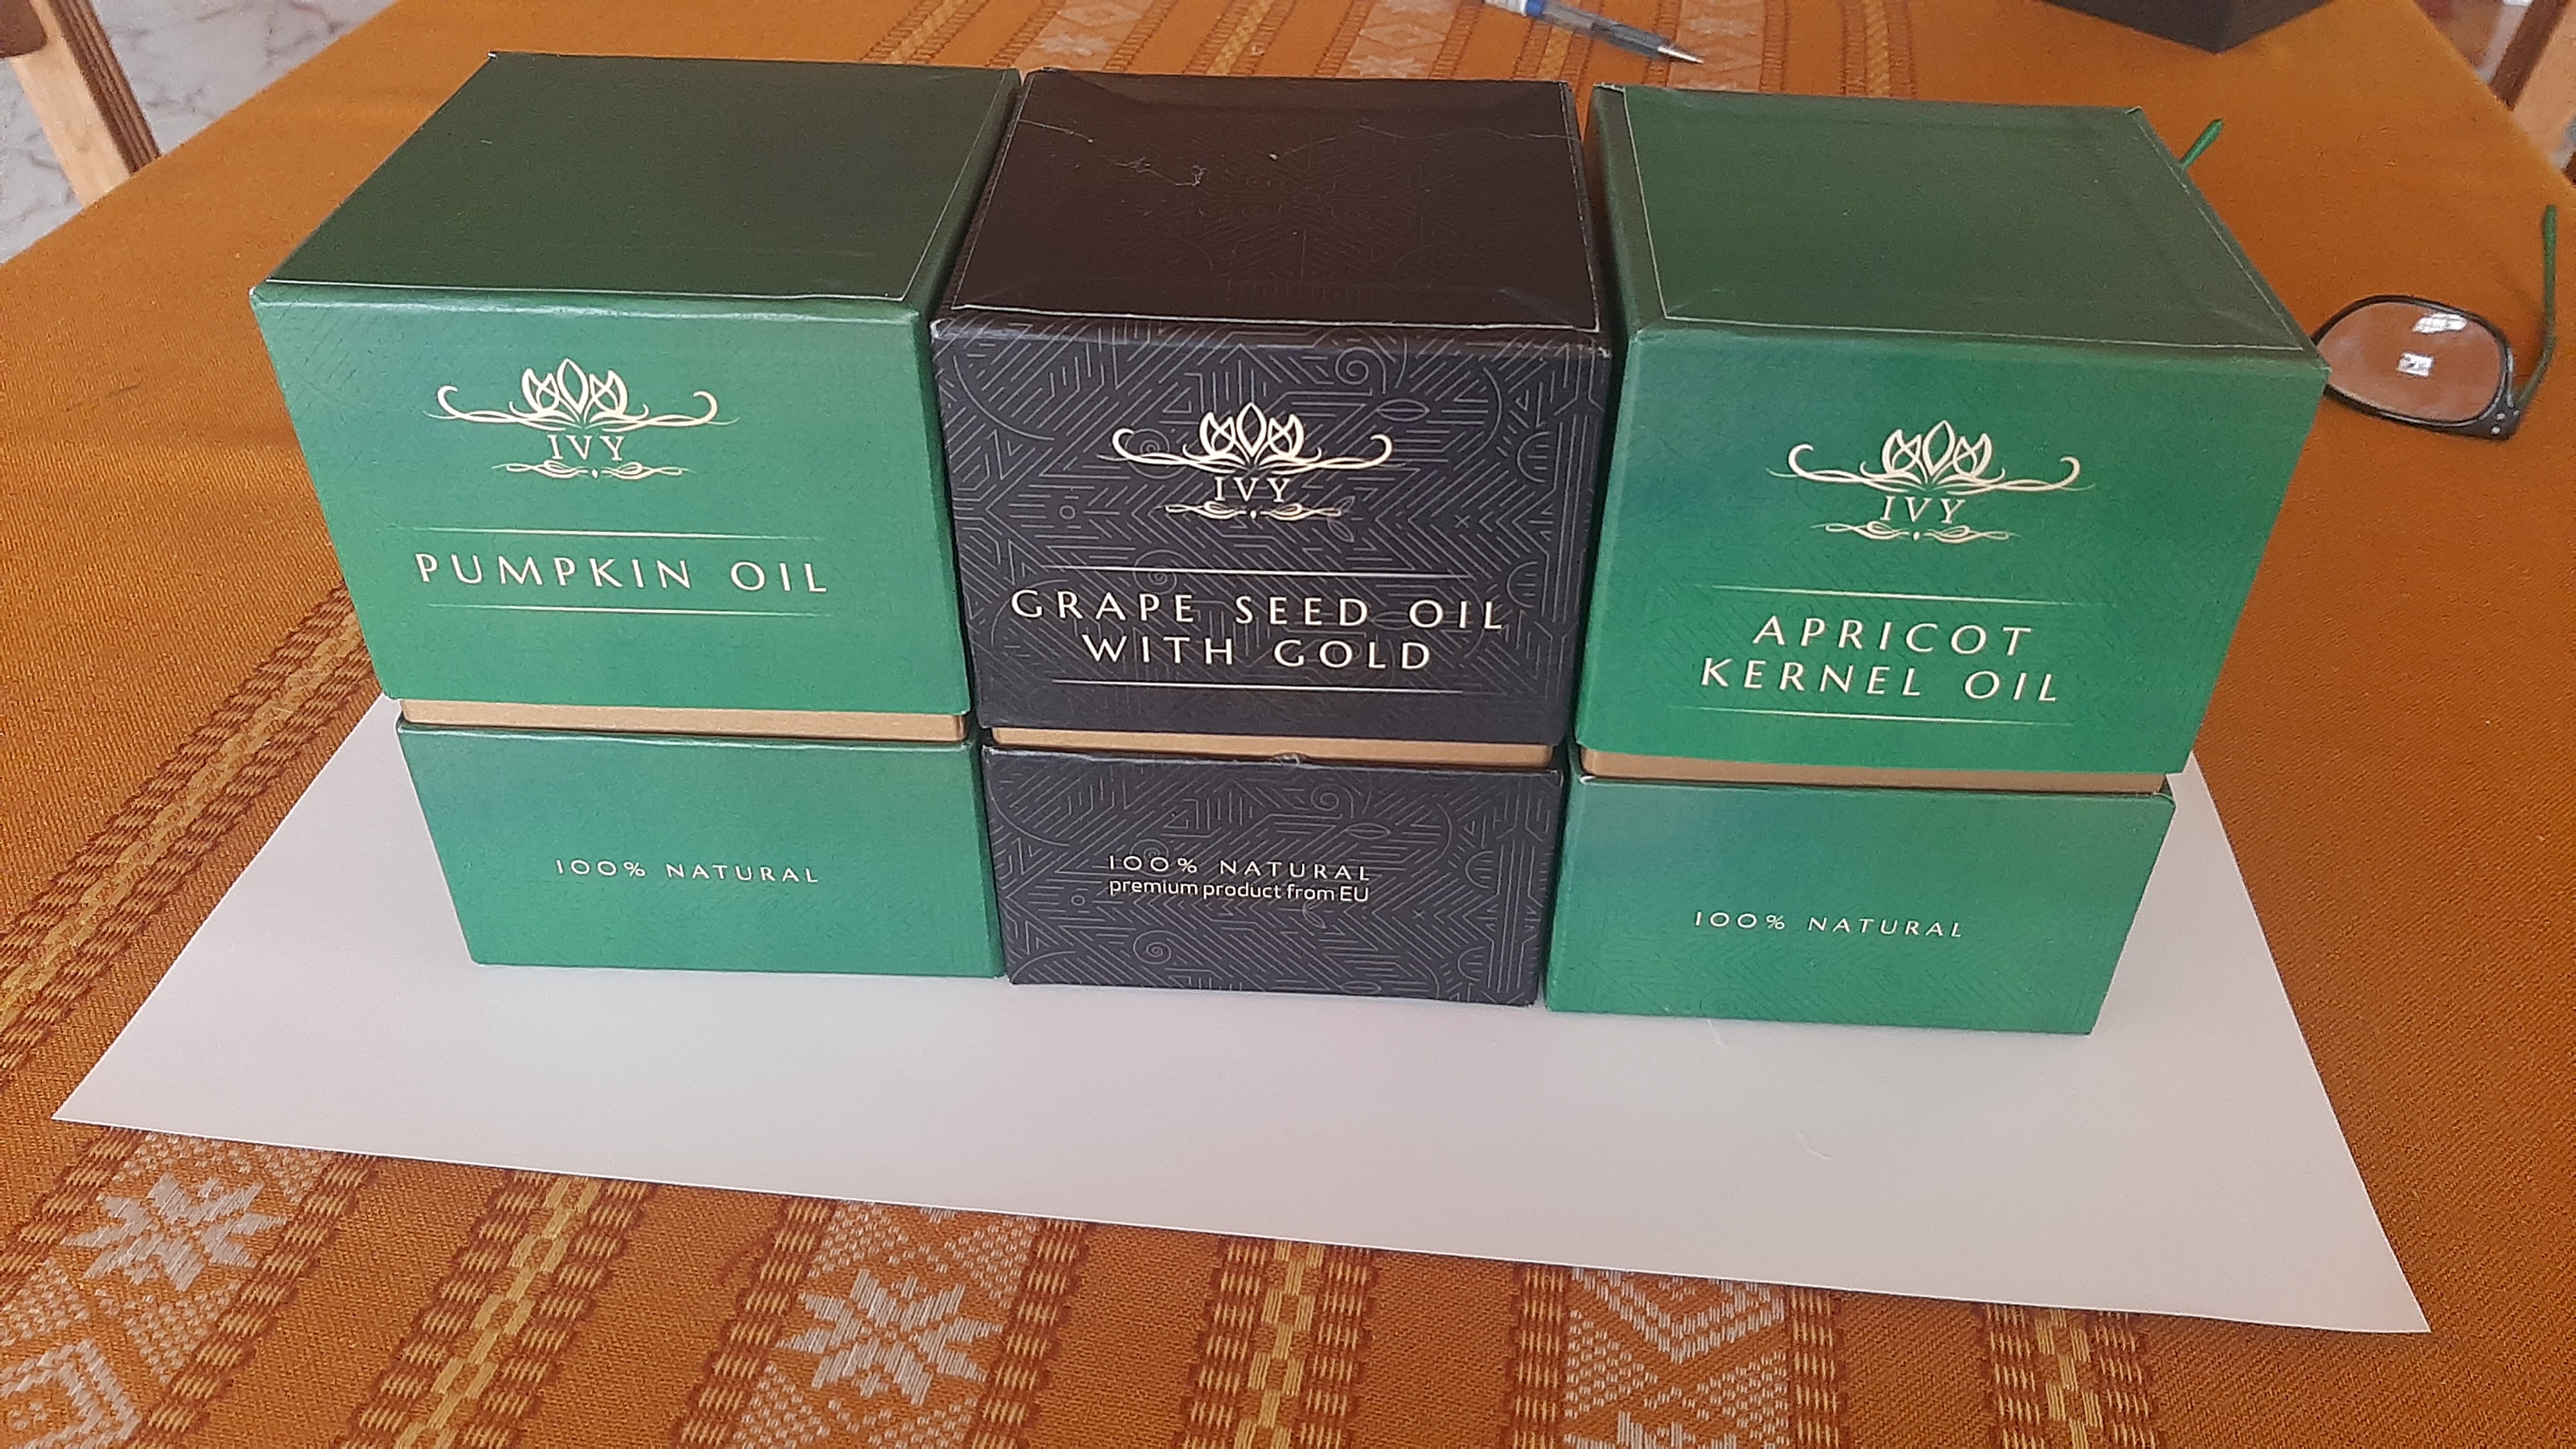 IVY
PUMPKIN OIL
100% NATURAL
IVY
GRAPE SEED OIL
WITH GOLD
100% NATURAL
premium product from EU
IVY
APRICOT
KERNEL OIL
100% NATURAL